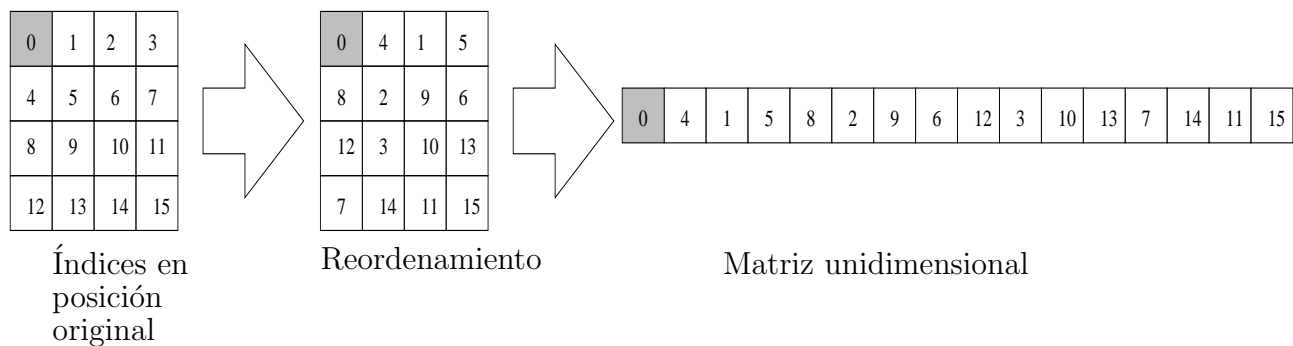 0 1 2 3
4 5 6 7
8 9 10 11
12 13 14 15
Índices en
posición
original
0 4 1 5
8 2 9 6
12 3 10 13
7 14 11 15
Reordenamiento
0 4 1 5 8 2 9 6 12 3 10 13 7 14 11 15
Matriz unidimensional